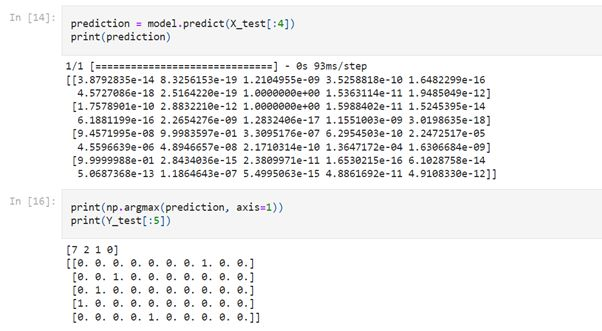 In [14]:
prediction = model.predict(X_test[:4])
print(prediction)
1/1 [==============================] - 0s 93ms/step
[[3.8792835e-14 8.3256153e-19 1.2104955e-09 3.5258818e-10 1.6482299e-16
4.5727086e-18 2.5164220e-19 1.0000000e+00 1.5363114e-11 1.9485049e-12]
[1.7578901e-10 2.8832210e-12 1.0000000e+00 1.5988402e-11 1.5245395e-14
6.1881199e-16 2.2654276e-09 1.2832406e-17 1.1551003e-09 3.0198635e-18]
[9.4571995e-08 9.9983597e-01 3.3095176e-07 6.2954503e-10 2.2472517e-05
4.5596639e-06 4.8946657e-08 2.1710314e-10 1.3647172e-04 1.6306684e-09]
[9.9999988e-01 2.8434036e-15 2.3809971e-11 1.6530215e-16 6.1028758e-14
5.0687368e-13 1.1864643e-07 5.4995063e-15 4.8861692e-11 4.9108330e-12]]
In [16]:
print(np.argmax(prediction, axis=1))
print(Y_test[:5])
[7 2 1 0]
[[0. 0. 0. 0. 0. 0. 0. 1. 0. 0.]
[0. 0. 1. 0. 0. 0. 0. 0. 0. 0.]
[0. 1. 0. 0. 0. 0. 0. 0. 0. 0.]
[1. 0. 0. 0. 0. 0. 0. 0. 0. 0.]
[0. 0. 0. 0. 1. 0. 0. 0. 0. 0.]]